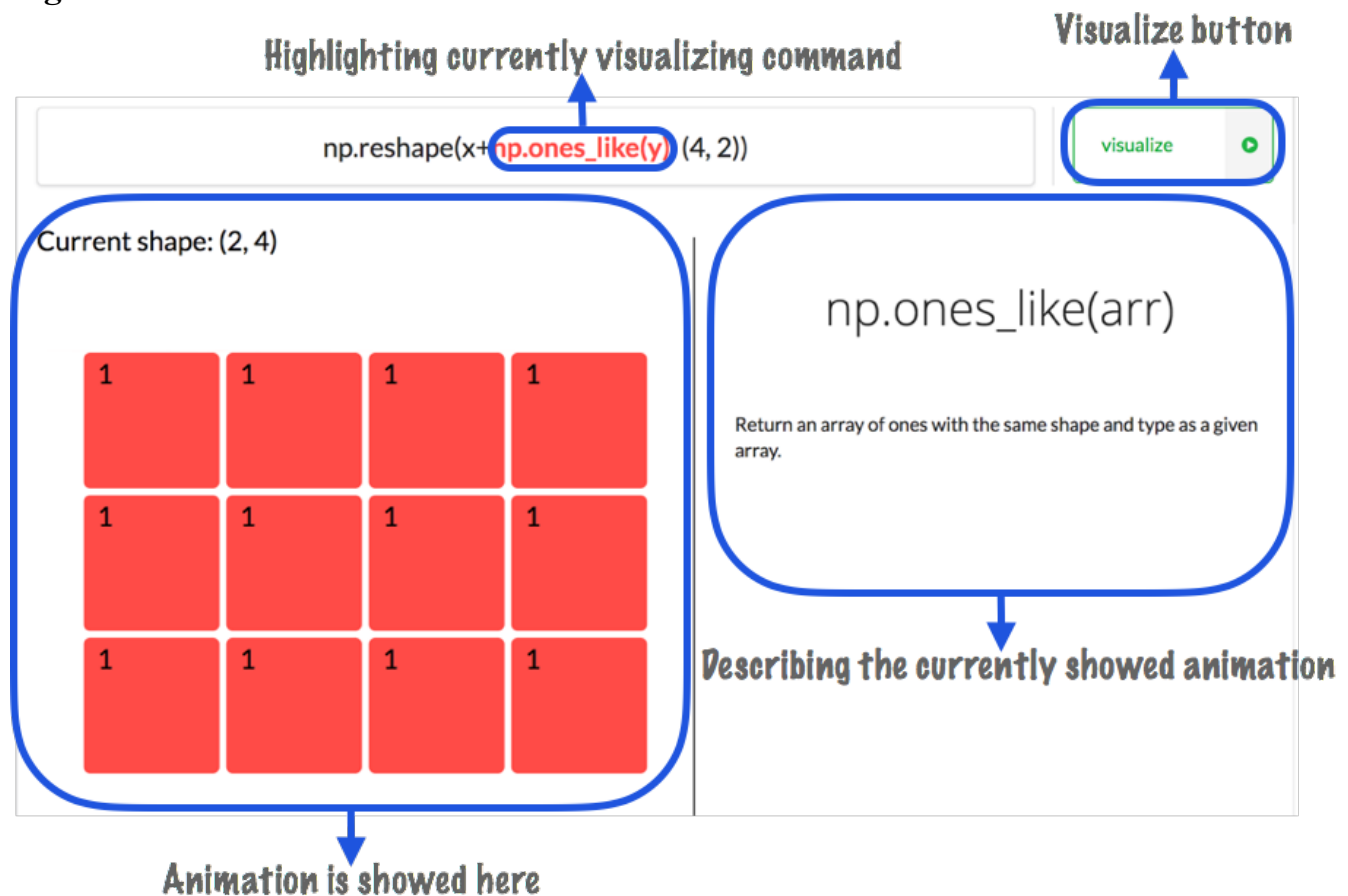 Visualize button
Highlighting currently visualizing command
np.reshape(x+np.ones_like(y) (4, 2))
visualize
Current shape: (2, 4)
np.ones_like(arr)
1 1 1 1
Return an array of ones with the same shape and type as a given
array.
1 1 1 1
1 1 1 1
Describing the currently showed animation
Animation is showed here